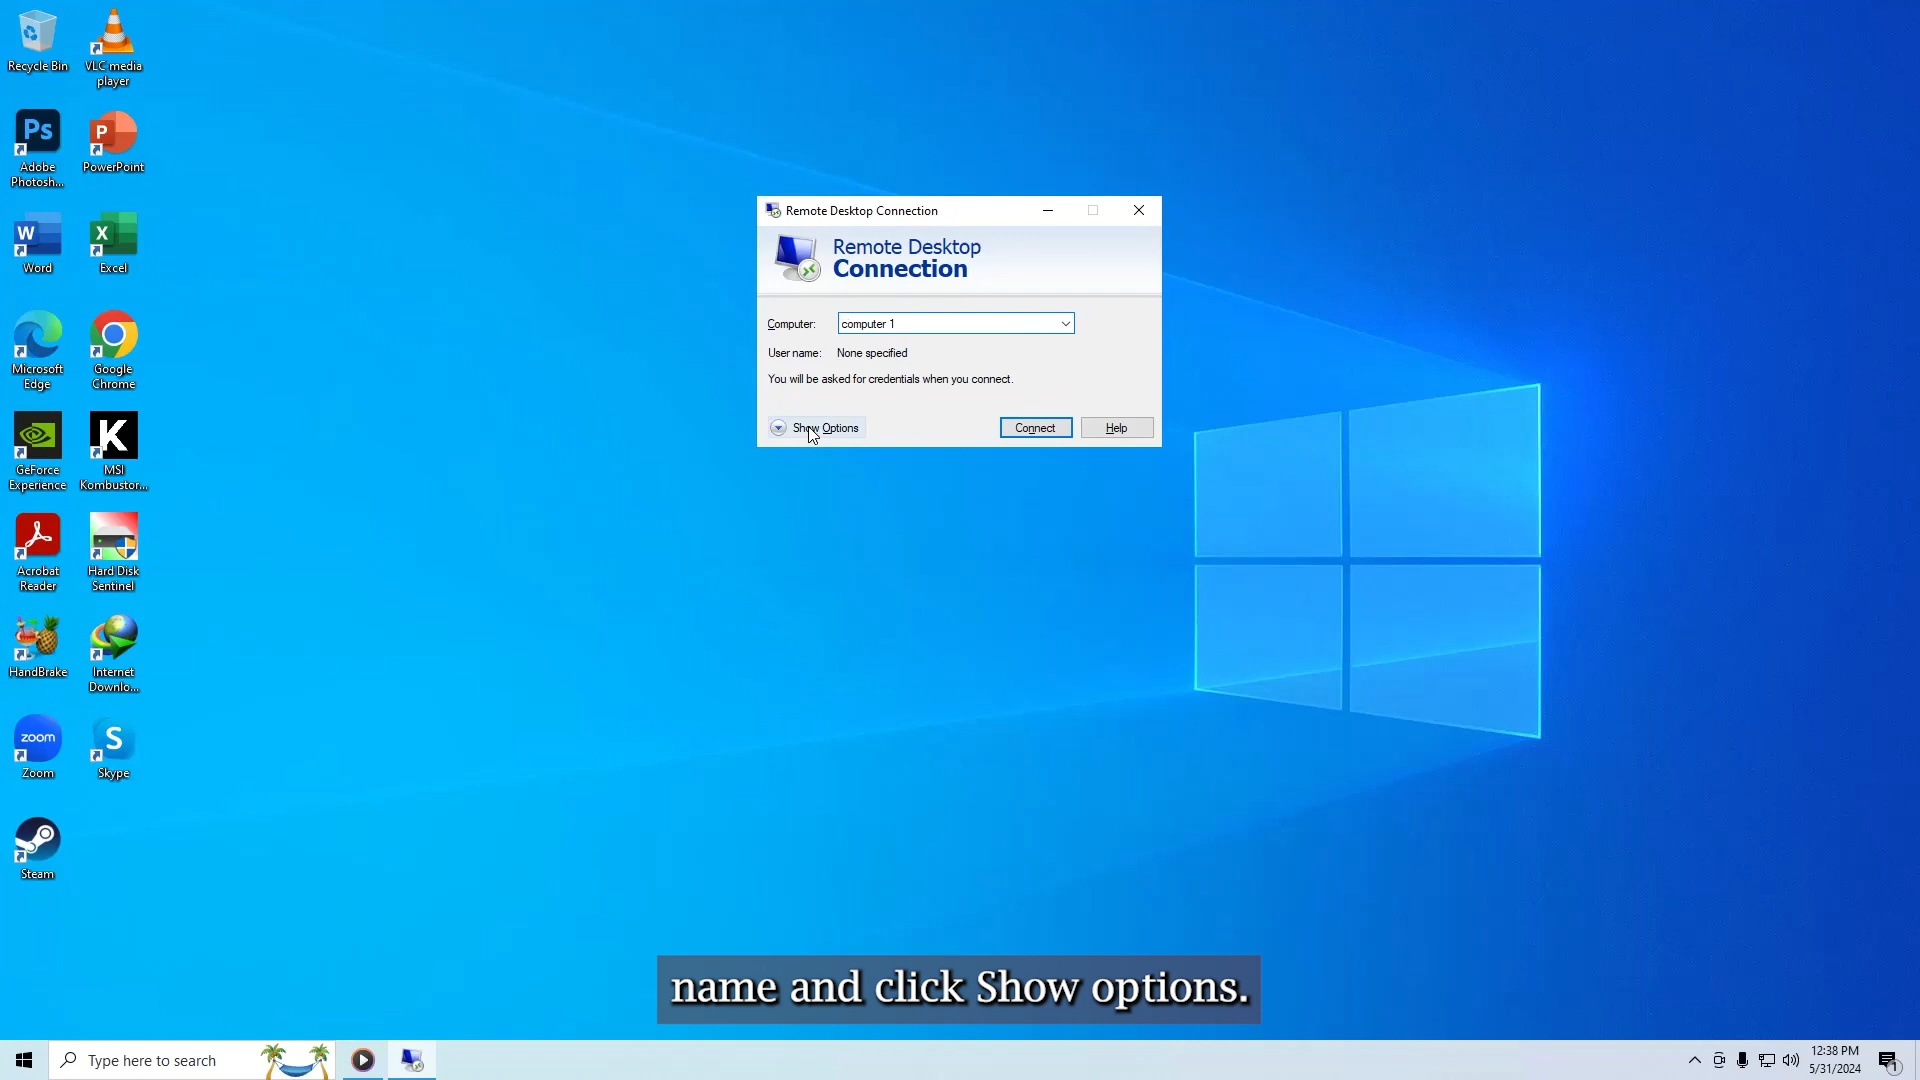 Recycle Bin
VLC media
player
Ps
Adobe
Photosh...
P
PowerPoint
W
Word
X
Excel
Microsoft
Edge
Google
Chrome
GeForce
Experience
K
MSI
Kombustor...
Acrobat
Reader
Hard Disk
Sentinel
HandBrake
Internet
Downlo...
zoom
Zoom
S
Skype
Steam
Remote Desktop Connection
Remote Desktop
Connection
Computer: computer 1
User name: None specified
You will be asked for credentials when you connect.
Show Options
Connect
Help
name and click Show options.
Type here to search
12:38 PM
5/31/2024
1